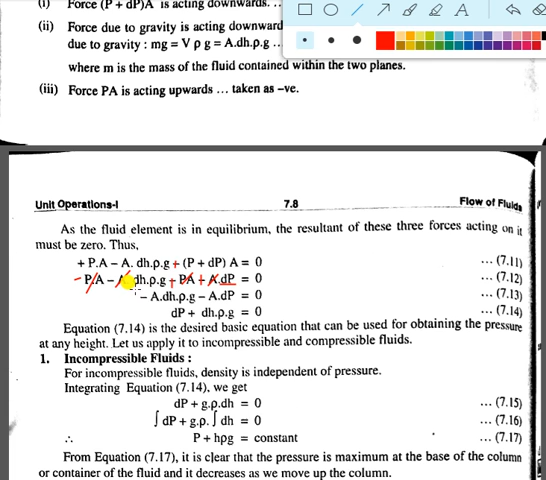 (i) Force (P + dP)A is acting downwards. . .
(ii) Force due to gravity is acting downward
due to gravity : mg = V ρ g = A.dh.ρ.g . .
where m is the mass of the fluid contained within the two planes.
(iii) Force PA is acting upwards ... taken as –ve.
A
Unit Operations-I 7.8 Flow of Fluids
As the fluid element is in equilibrium, the resultant of these three forces acting on it
must be zero. Thus,
+ P.A – A. dh.ρ.g + (P + dP) A = 0 ... (7.11)
– P.A – A. dh.ρ.g + PA + A.dP = 0 ... (7.12)
– A.dh.ρ.g – A.dP = 0 ... (7.13)
dP + dh.ρ.g = 0 ... (7.14)
Equation (7.14) is the desired basic equation that can be used for obtaining the pressure
at any height. Let us apply it to incompressible and compressible fluids.
1. Incompressible Fluids :
For incompressible fluids, density is independent of pressure.
Integrating Equation (7.14), we get
dP + g.ρ.dh = 0 ... (7.15)
∫ dP + g.ρ. ∫ dh = 0 ... (7.16)
∴ P + hρg = constant ... (7.17)
From Equation (7.17), it is clear that the pressure is maximum at the base of the column
or container of the fluid and it decreases as we move up the column.